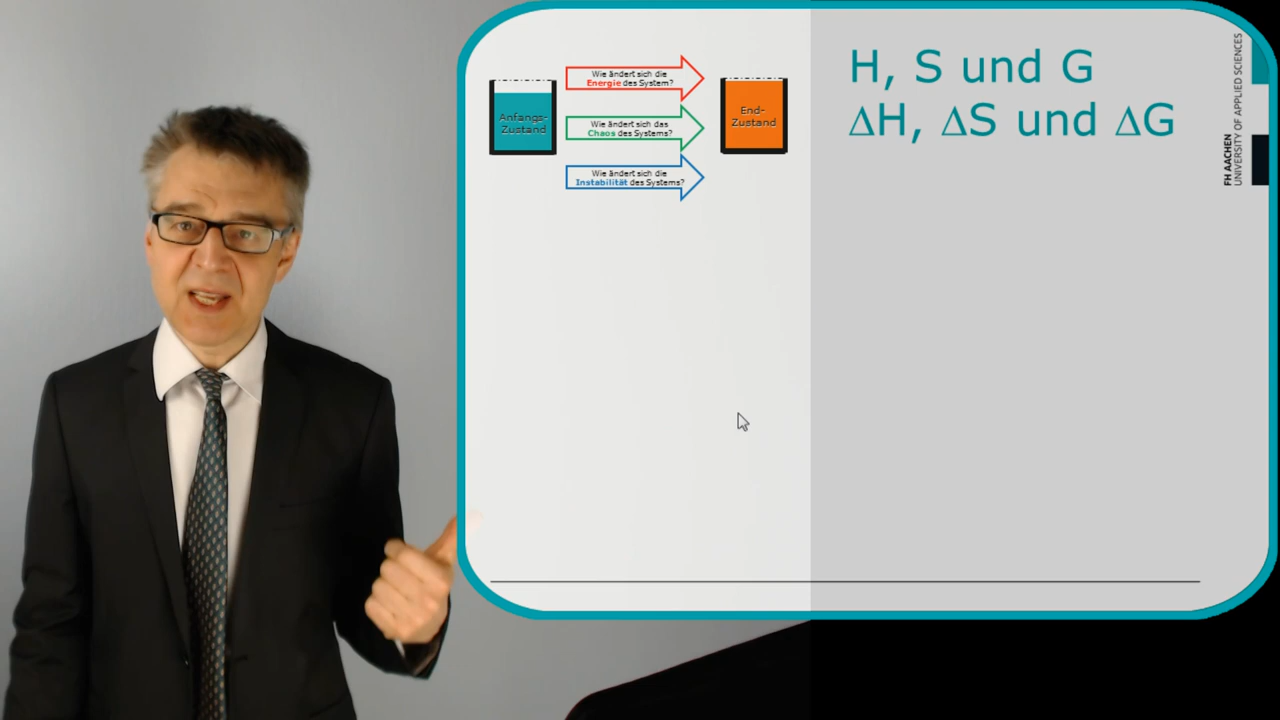 H, S und G
ΔH, ΔS und ΔG
Anfangs-
Zustand
Wie ändert sich die
Energie des System?
Wie ändert sich das
Chaos des Systems?
Wie ändert sich die
Instabilität des Systems?
End-
Zustand
FH AACHEN
UNIVERSITY OF APPLIED SCIENCES